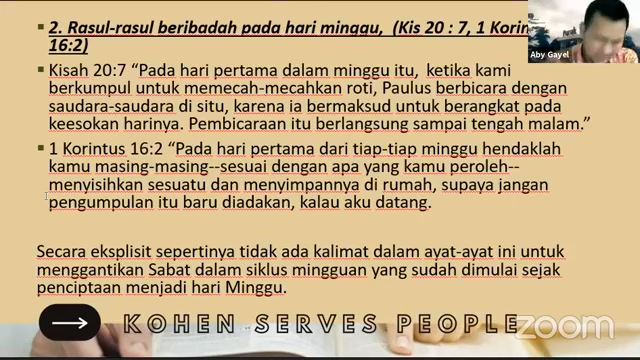 2. Rasul-rasul beribadah pada hari minggu, (Kis 20 : 7, 1 Korin
16:2)
Kisah 20:7 “Pada hari pertama dalam minggu itu, ketika kami
berkumpul untuk memecah-mecahkan roti, Paulus berbicara dengan
saudara-saudara di situ, karena ia bermaksud untuk berangkat pada
keesokan harinya. Pembicaraan itu berlangsung sampai tengah malam.”
1 Korintus 16:2 “Pada hari pertama dari tiap-tiap minggu hendaklah
kamu masing-masing--sesuai dengan apa yang kamu peroleh--
menyisihkan sesuatu dan menyimpannya di rumah, supaya jangan
pengumpulan itu baru diadakan, kalau aku datang.
Secara eksplisit sepertinya tidak ada kalimat dalam ayat-ayat ini untuk
menggantikan Sabat dalam siklus mingguan yang sudah dimulai sejak
penciptaan menjadi hari Minggu.
KOHEN SERVES PEOPLE
zoom
Aby Gayel